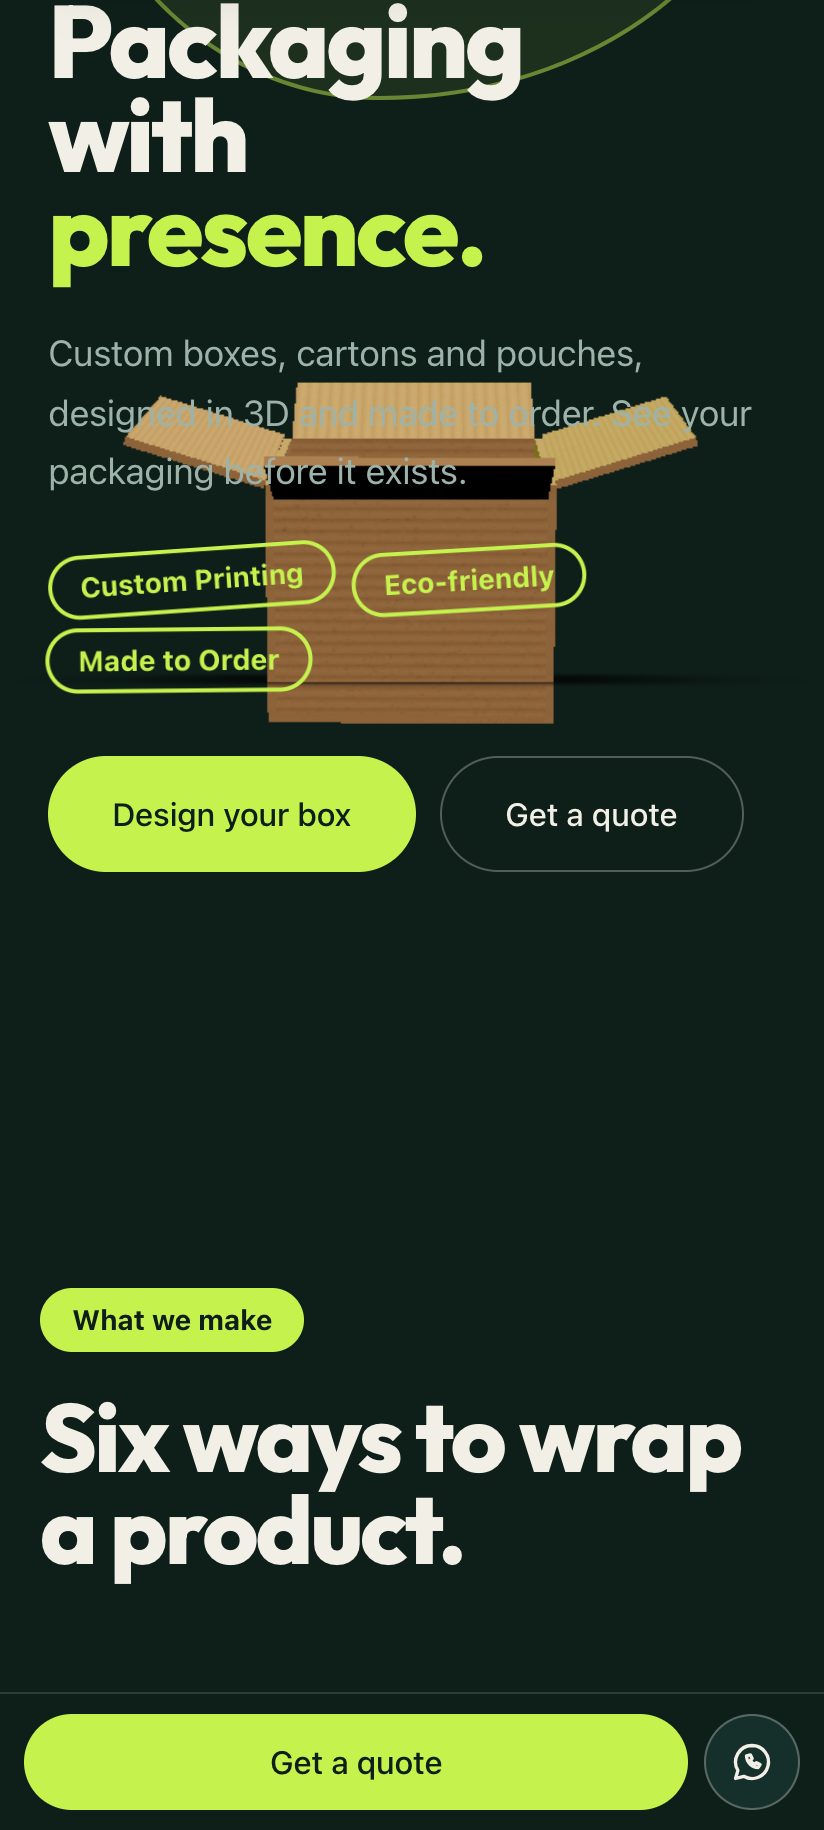 Packaging
with
presence.
Custom boxes, cartons and pouches,
designed in 3D and made to order. See your
packaging before it exists.
Custom Printing
Eco-friendly
Made to Order
Design your box
Get a quote
What we make
Six ways to wrap
a product.
Get a quote